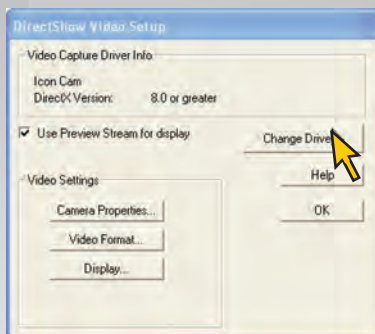 DirectShow Video Setup
Video Capture Driver Info
Icon Cam
DirectX Version: 8.0 or greater
Use Preview Stream for display
Change Drive
Video Settings
Help
Camera Properties...
OK
Video Format...
Display...